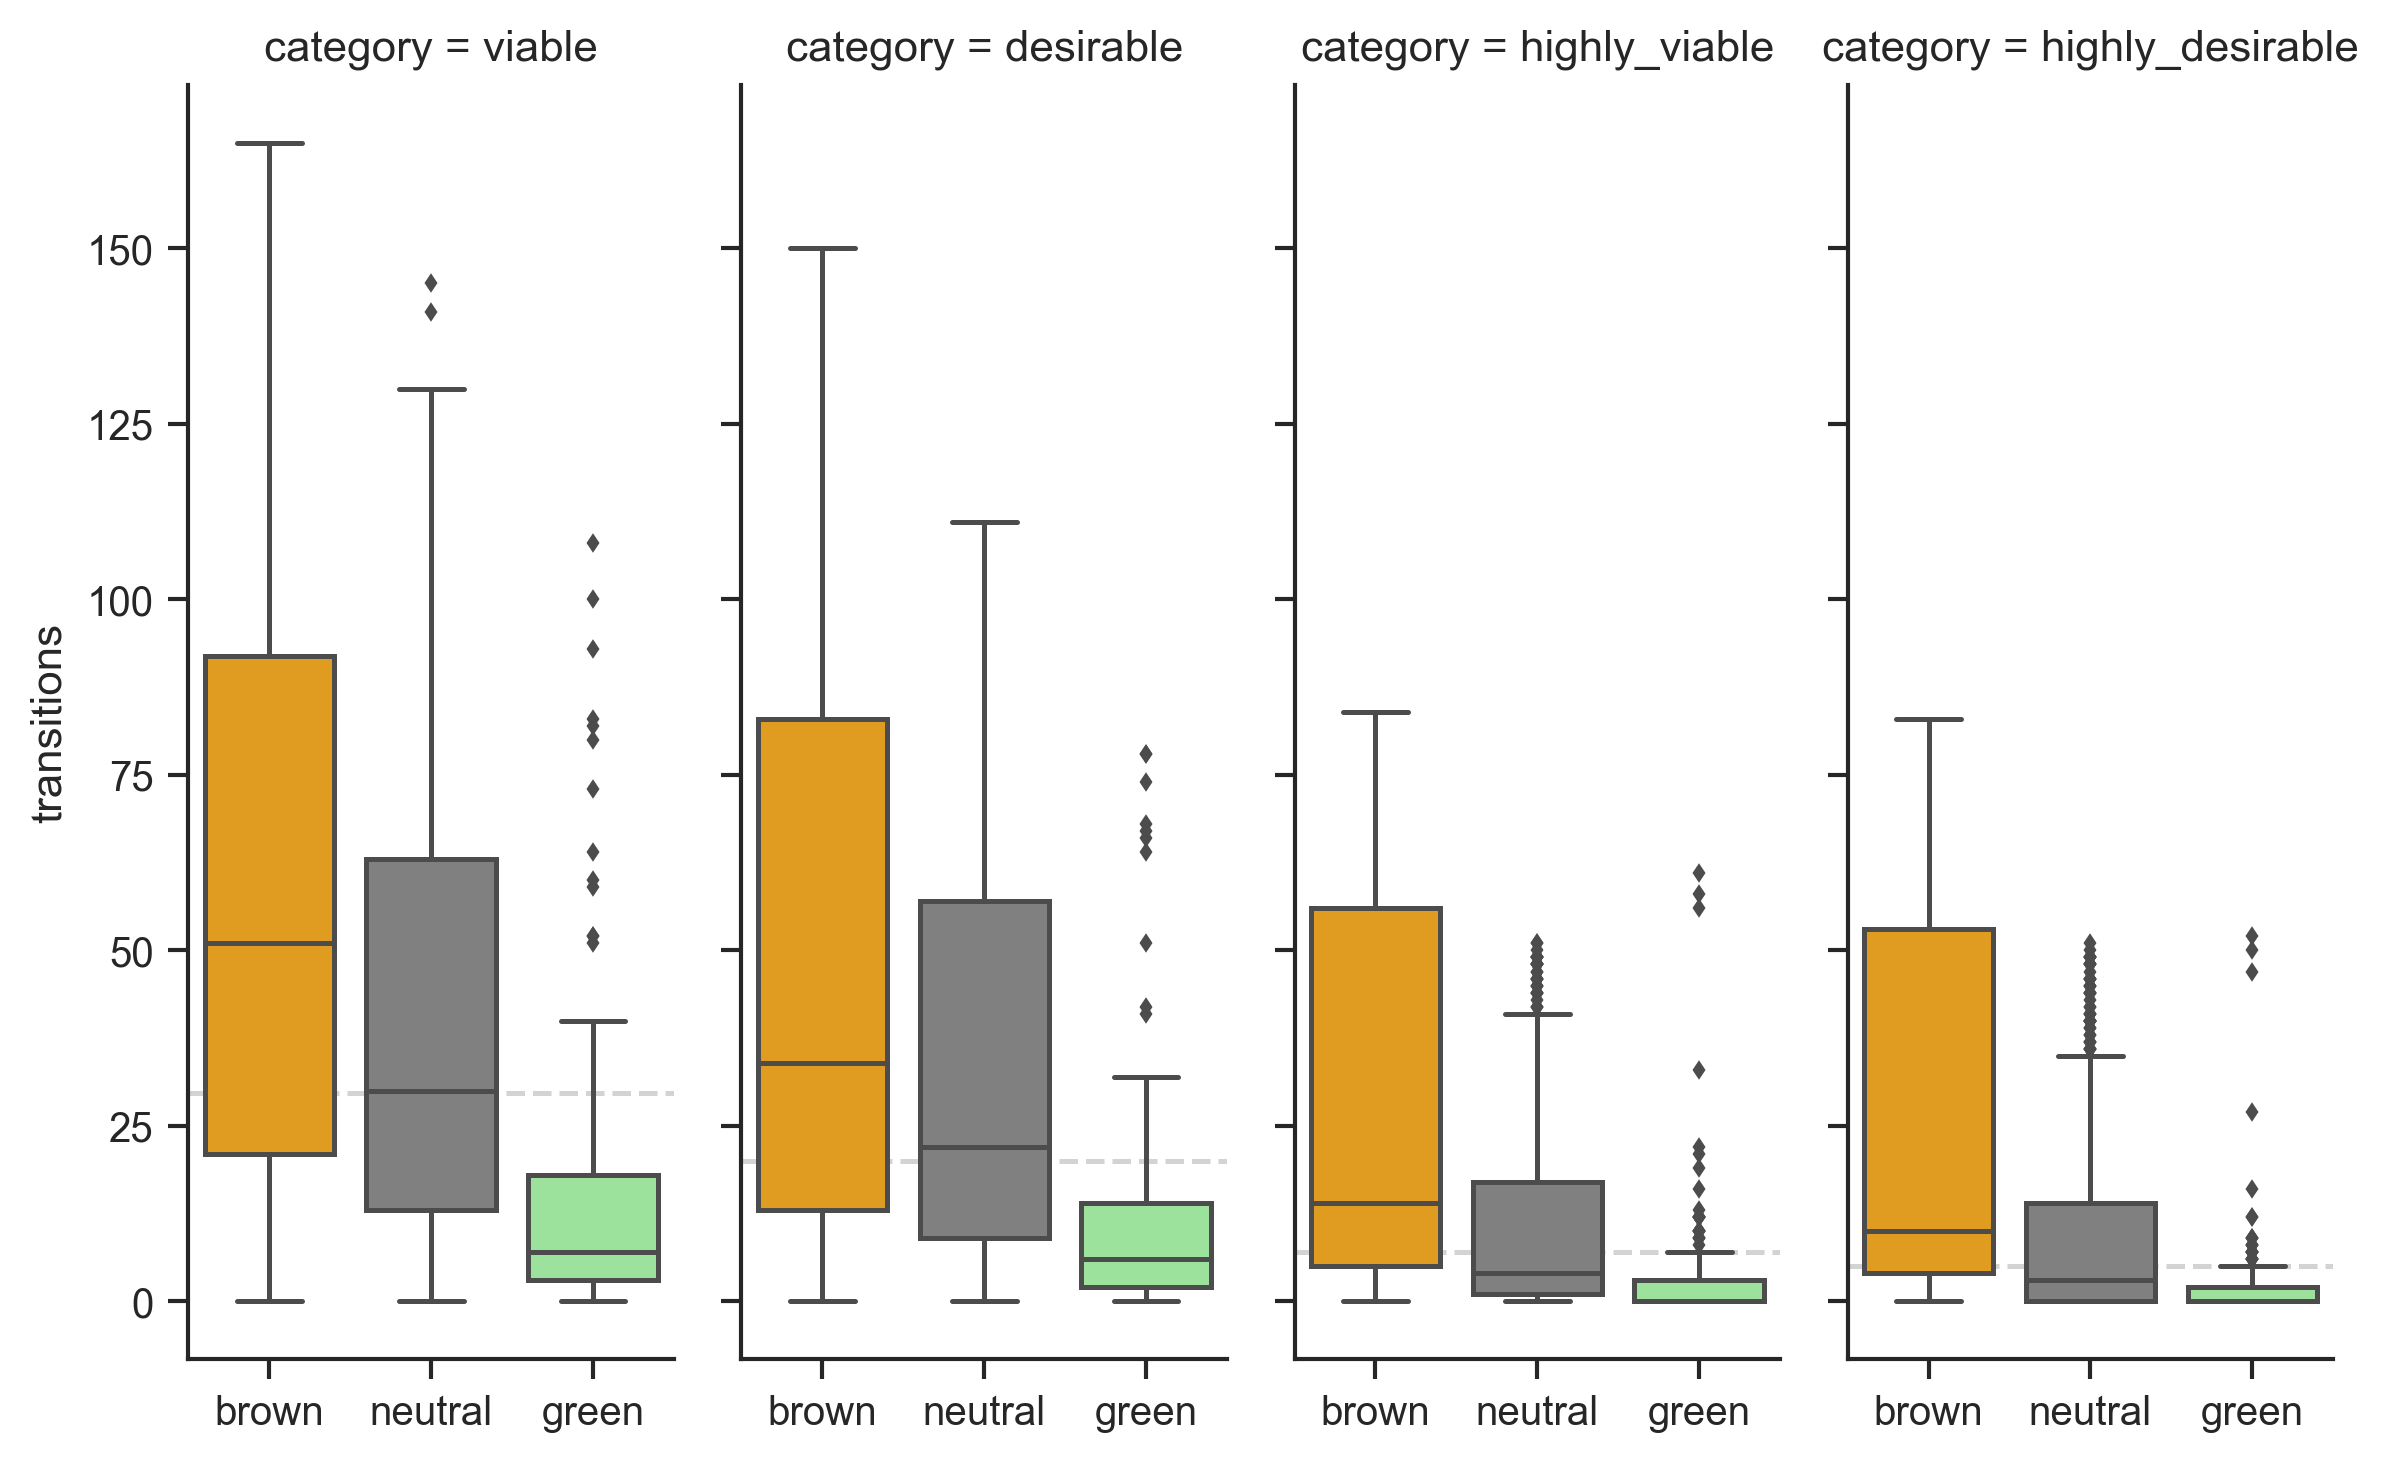 category = viable
category = desirable
category = highly_viable
category = highly_desirable
transitions
150
125
100
75
50
25
0
brown neutral green
brown neutral green
brown neutral green
brown neutral green